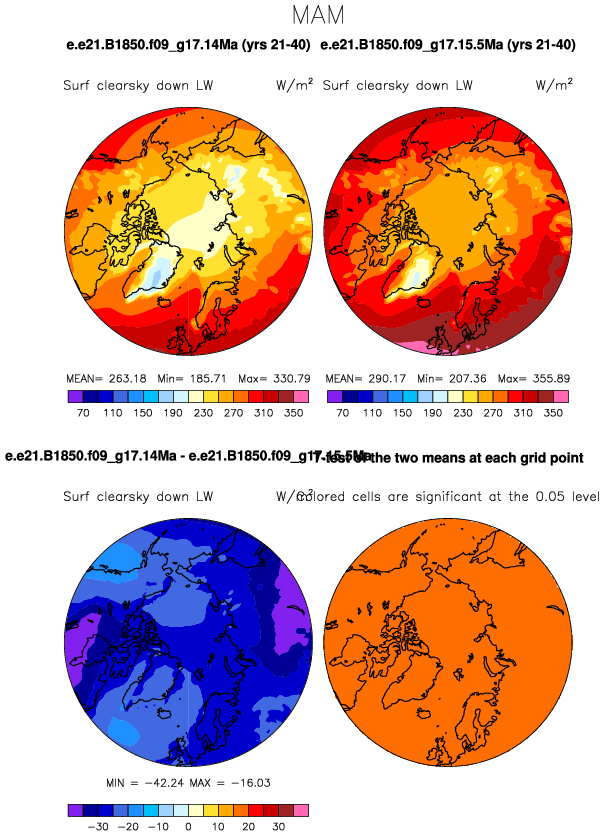 MAM
e.e21.B1850.f09_g17.14Ma (yrs 21-40) e.e21.B1850.f09_g17.15.5Ma (yrs 21-40)
Surf clearsky down LW W/m² Surf clearsky down LW W/m²
MEAN= 263.18 Min= 185.71 Max= 330.79 MEAN= 290.17 Min= 207.36 Max= 355.89
70 110 150 190 230 270 310 350 70 110 150 190 230 270 310 350
e.e21.B1850.f09_g17.14Ma - e.e21.B1850.f09_g17.15.5Ma T-test of the two means at each grid point
Surf clearsky down LW W/m² Colored cells are significant at the 0.05 level
MIN = −42.24 MAX = −16.03
−30 −20 −10 0 10 20 30